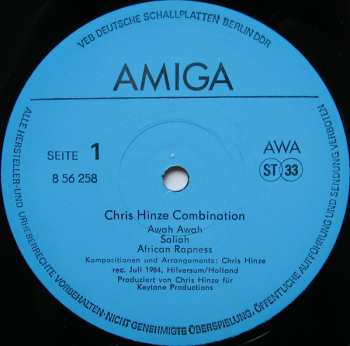 VEB DEUTSCHE SCHALLPLATTEN BERLIN DDR
AMIGA
SEITE 1
8 56 258
AWA
ST 33
Chris Hinze Combination
Awah Awah
Saliah
African Rapness
Kompositionen und Arrangements: Chris Hinze
rec. Juli 1984, Hilversum/Holland
Produziert von Chris Hinze für
Keytone Productions
ALLE HERSTELLER- UND URHEBERRECHTE VORBEHALTEN · NICHT GENEHMIGTE ÜBERSPIELUNG, ÖFFENTLICHE AUFFÜHRUNG UND SENDUNG VERBOTEN